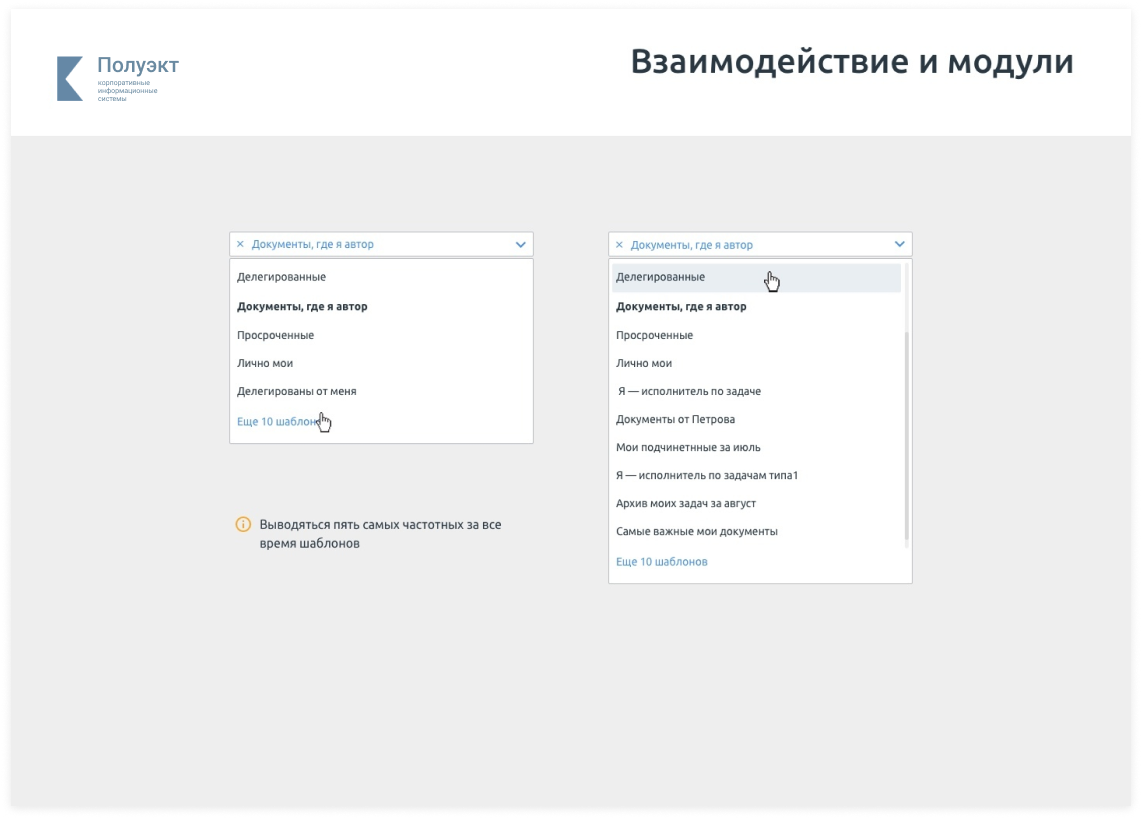 Полуэкт
корпоративные
информационные
системы
Взаимодействие и модули
× Документы, где я автор
Делегированные
Документы, где я автор
Просроченные
Лично мои
Делегированы от меня
Еще 10 шаблон
Выводяться пять самых частотных за все
время шаблонов
× Документы, где я автор
Делегированные
Документы, где я автор
Просроченные
Лично мои
Я — исполнитель по задаче
Документы от Петрова
Мои подчинетнные за июль
Я — исполнитель по задачам типа1
Архив моих задач за август
Самые важные мои документы
Еще 10 шаблонов